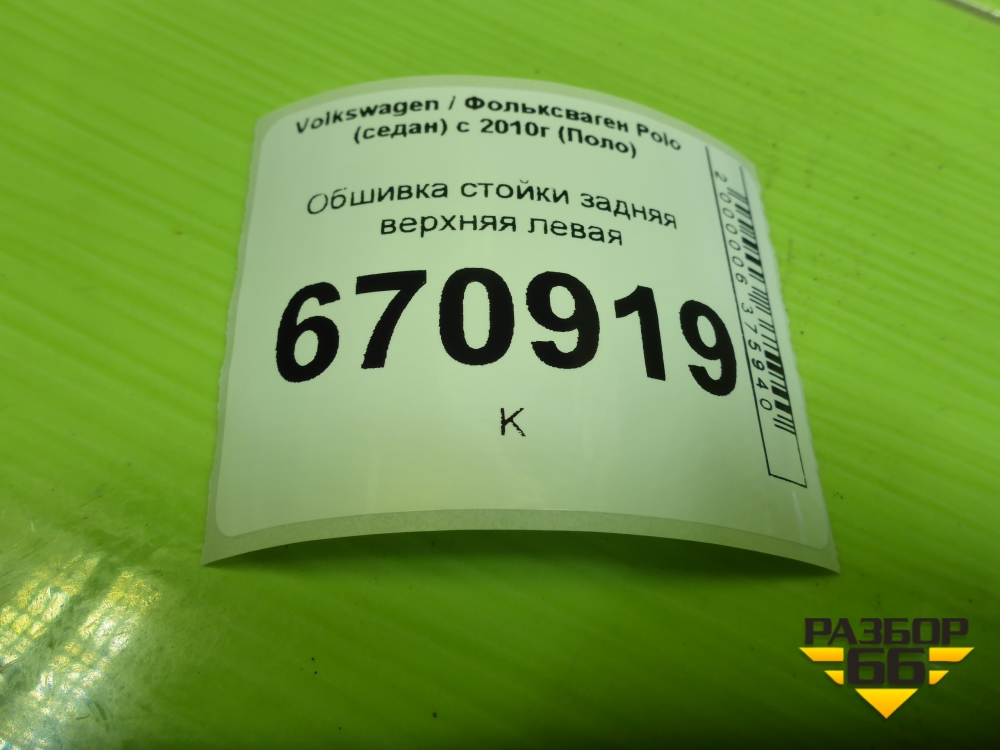 Volkswagen / Фольксваген Polo
(седан) с 2010г (Поло)
Обшивка стойки задняя
верхняя левая
670919
К
2000006375940
РАЗБОР
66